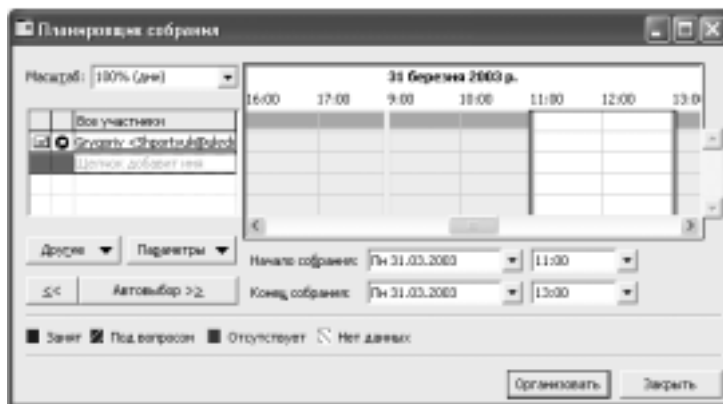 Планировщик собрания
Масштаб: 100% (дни)
31 березня 2003 р.
16:00 17:00 9:00 10:00 11:00 12:00 13:0
Все участники
Grygoriy
Щелчок добавит имя
Другие Параметры
Начало собрания: Пн 31.03.2003 11:00
<< Автовыбор >>
Конец собрания: Пн 31.03.2003 13:00
Занят Под вопросом Отсутствует Нет данных
Организовать Закрыть